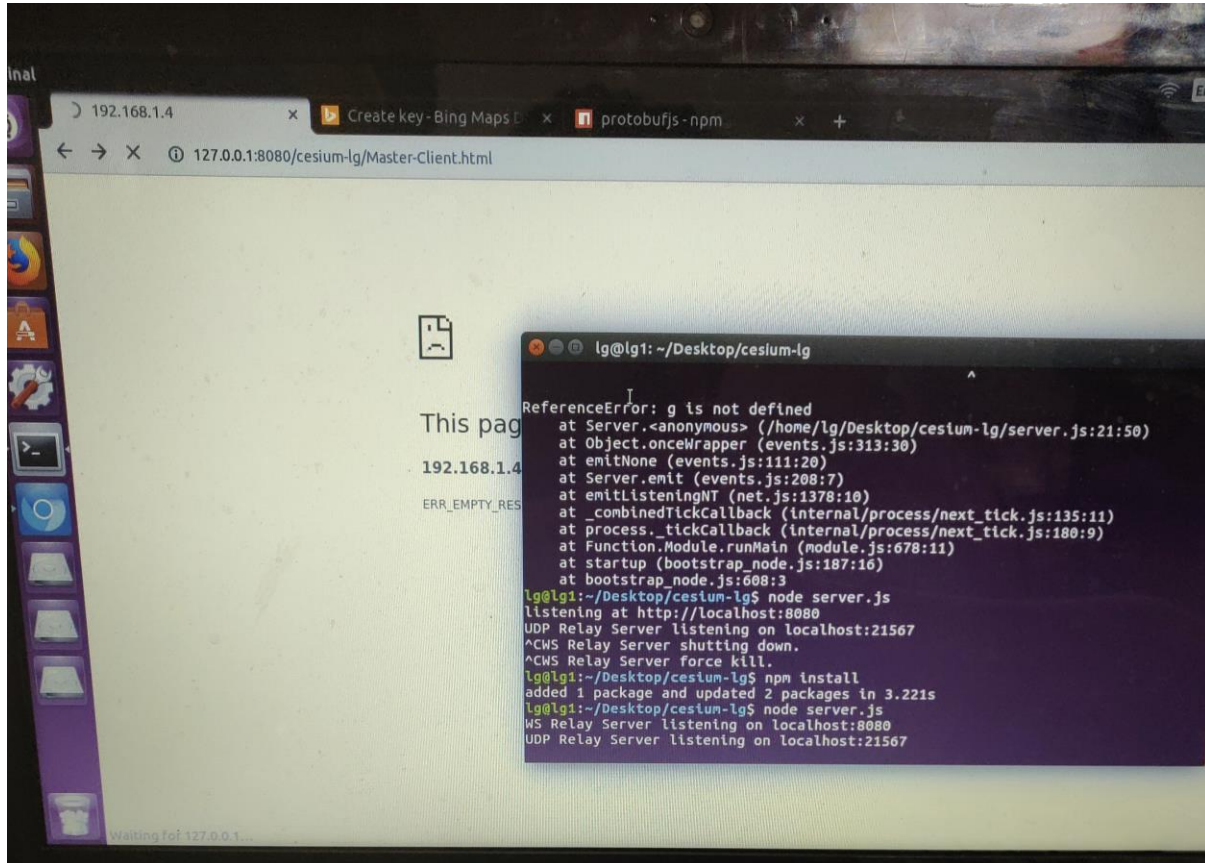 inal
192.168.1.4
Create key - Bing Maps D
protobufjs - npm
127.0.0.1:8080/cesium-lg/Master-Client.html
This pag
192.168.1.4
ERR_EMPTY_RES
lg@lg1: ~/Desktop/cesium-lg
^
ReferenceError: g is not defined
at Server.<anonymous> (/home/lg/Desktop/cesium-lg/server.js:21:50)
at Object.onceWrapper (events.js:313:30)
at emitNone (events.js:111:20)
at Server.emit (events.js:208:7)
at emitListeningNT (net.js:1378:10)
at _combinedTickCallback (internal/process/next_tick.js:135:11)
at process._tickCallback (internal/process/next_tick.js:180:9)
at Function.Module.runMain (module.js:678:11)
at startup (bootstrap_node.js:187:16)
at bootstrap_node.js:608:3
lg@lg1:~/Desktop/cesium-lg$ node server.js
listening at http://localhost:8080
UDP Relay Server listening on localhost:21567
^CWS Relay Server shutting down.
^CWS Relay Server force kill.
lg@lg1:~/Desktop/cesium-lg$ npm install
added 1 package and updated 2 packages in 3.221s
lg@lg1:~/Desktop/cesium-lg$ node server.js
WS Relay Server listening on localhost:8080
UDP Relay Server listening on localhost:21567
Waiting for 127.0.0.1...